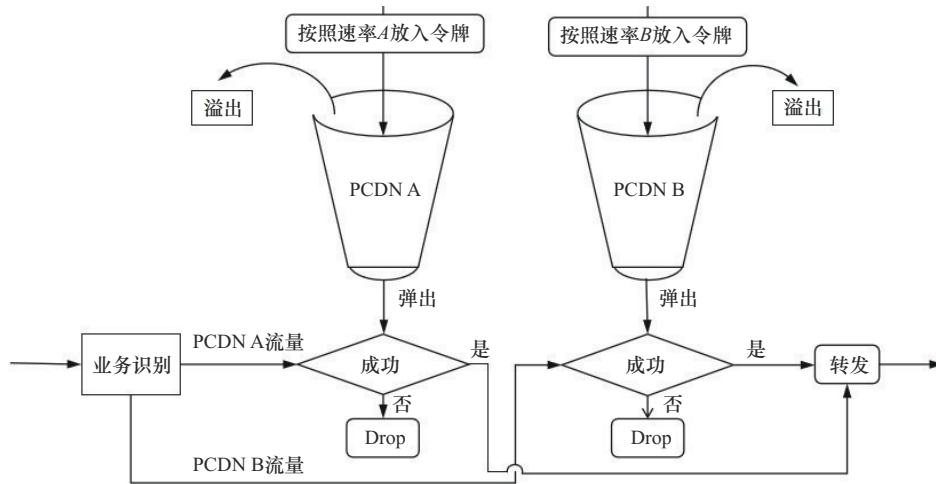 按照速率A放入令牌
按照速率B放入令牌
溢出
溢出
PCDN A
PCDN B
弹出
弹出
业务识别
PCDN A流量
成功
是
成功
是
转发
否
否
Drop
Drop
PCDN B流量